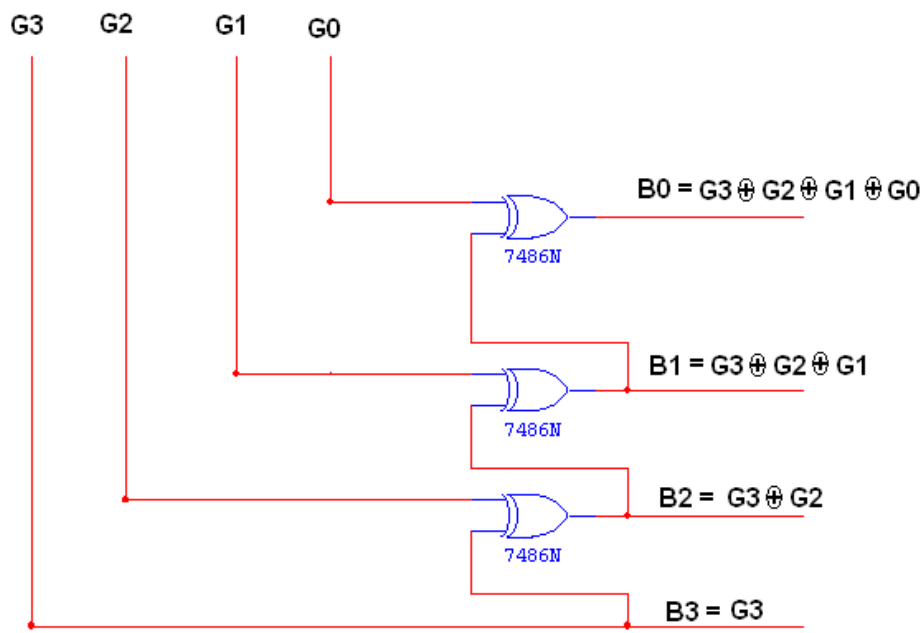 G3 G2 G1 G0
B0 = G3 ⊕ G2 ⊕ G1 ⊕ G0
7486N
B1 = G3 ⊕ G2 ⊕ G1
7486N
B2 = G3 ⊕ G2
7486N
B3 = G3